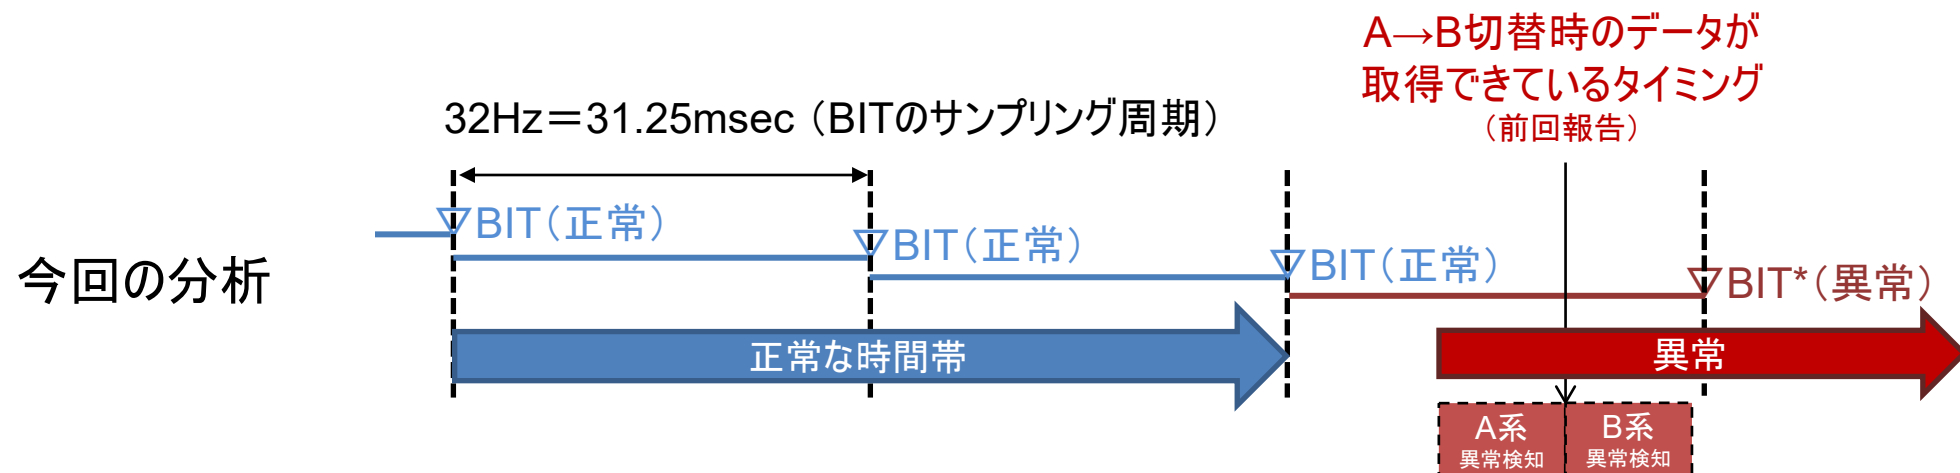 A→B切替時のデータが
取得できているタイミング
（前回報告）
32Hz＝31.25msec（BITのサンプリング周期）
▽BIT（正常）
▽BIT（正常）
▽BIT（正常）
▽BIT*（異常）
今回の分析
正常な時間帯
異常
A系
異常検知
B系
異常検知